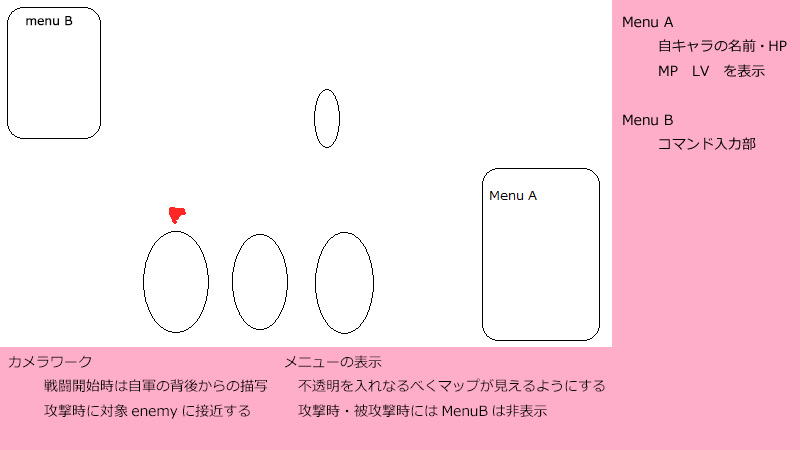 menu B
Menu A
Menu A
自キャラの名前・HP
MP　LV　を表示
Menu B
コマンド入力部
カメラワーク
戦闘開始時は自軍の背後からの描写
攻撃時に対象 enemy に接近する
メニューの表示
不透明を入れなるべくマップが見えるようにする
攻撃時・被攻撃時には MenuB は非表示